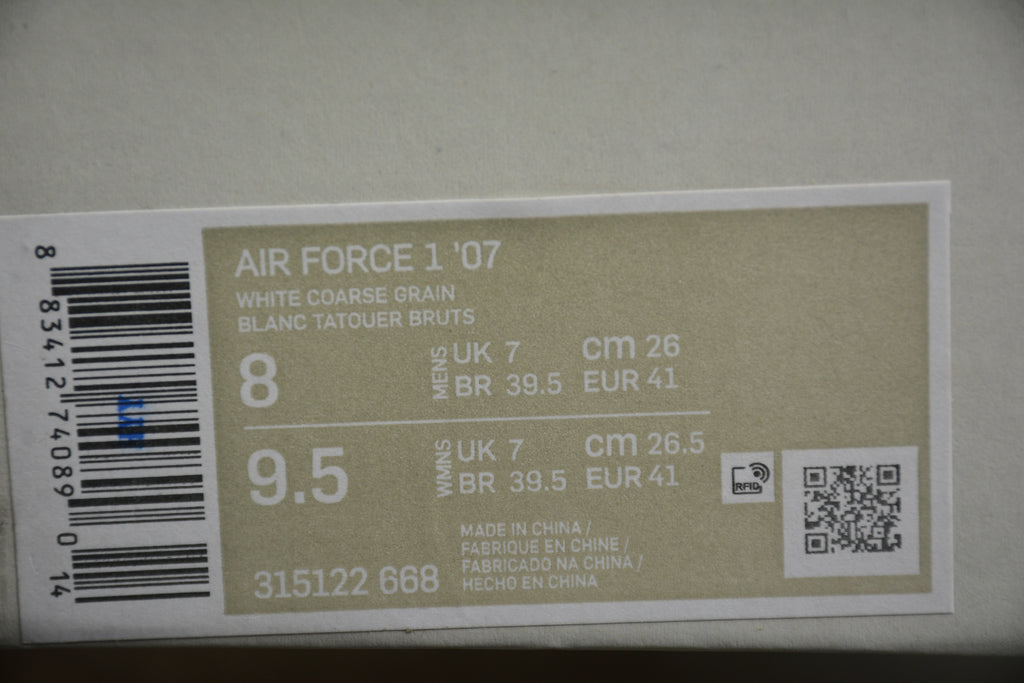 AIR FORCE 1 '07
WHITE COARSE GRAIN
BLANC TATOUER BRUTS
8
MENS
UK 7 cm 26
BR 39.5 EUR 41
9.5
WMNS
UK 7 cm 26.5
BR 39.5 EUR 41
RFID
MADE IN CHINA /
FABRIQUE EN CHINE /
FABRICADO NA CHINA /
HECHO EN CHINA
315122 668
8 83412 74089 0 14